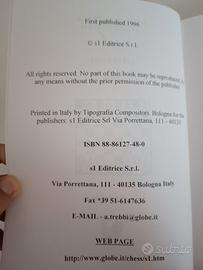 First published 1996
© s1 Editrice S.r.l.
All rights reserved. No part of this book may be reproduced
any means without the prior permission of the publisher.
Printed in Italy by Tipografia Compositori Bologna for the
publishers: s1 Editrice Srl Via Porrettana, 111 - 40135
ISBN 88-86127-48-0
s1 Editrice S.r.l.
Via Porrettana, 111 - 40135 Bologna Italy
Fax +39 51-6147636
E-MAIL - a.trebbi@globe.it
WEB PAGE
http://www.globe.it/chess/s1.htm
subito